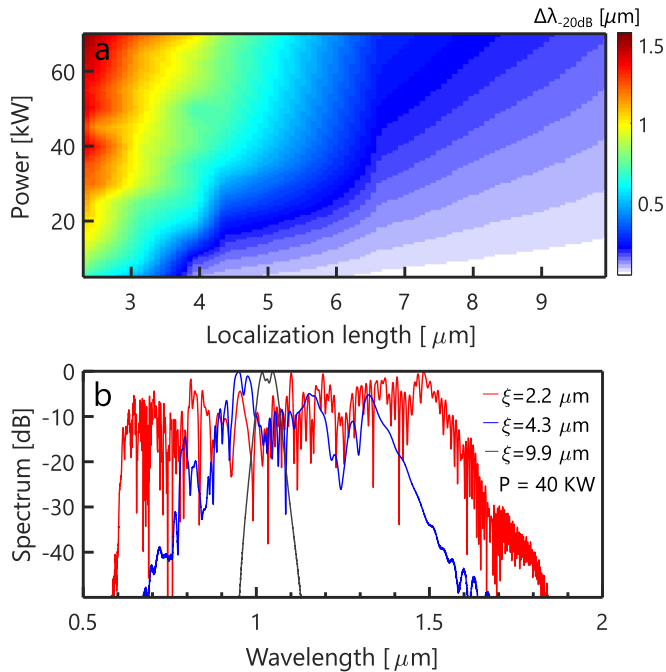 Δλ-20dB [μm]
a
60
40
20
Power [kW]
1.5
1
0.5
3 4 5 6 7 8 9
Localization length [ μm]
b
0
-10
-20
-30
-40
Spectrum [dB]
ξ=2.2 μm
ξ=4.3 μm
ξ=9.9 μm
P = 40 KW
0.5 1 1.5 2
Wavelength [ μm]